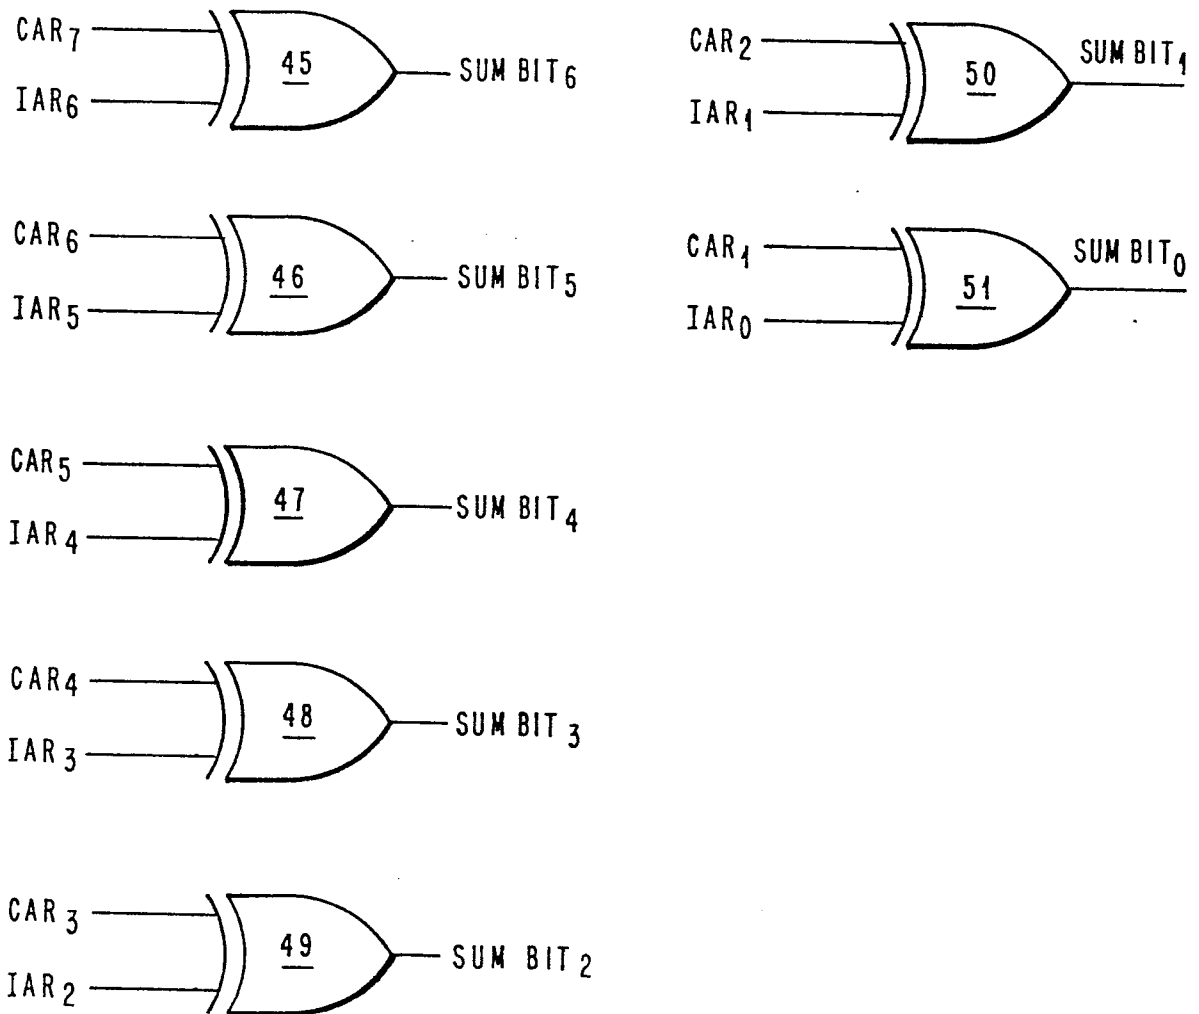 CAR7
45
SUM BIT6
IAR6
CAR6
46
SUM BIT5
IAR5
CAR5
47
SUM BIT4
IAR4
CAR4
48
SUM BIT3
IAR3
CAR3
49
SUM BIT2
IAR2
CAR2
50
SUM BIT1
IAR1
CAR1
51
SUM BIT0
IAR0